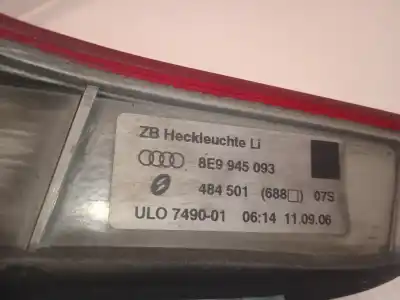 ZB Heckleuchte Li
8E9 945 093
484 501 (688□) 07S
ULO 7490-01 06:14 11.09.06